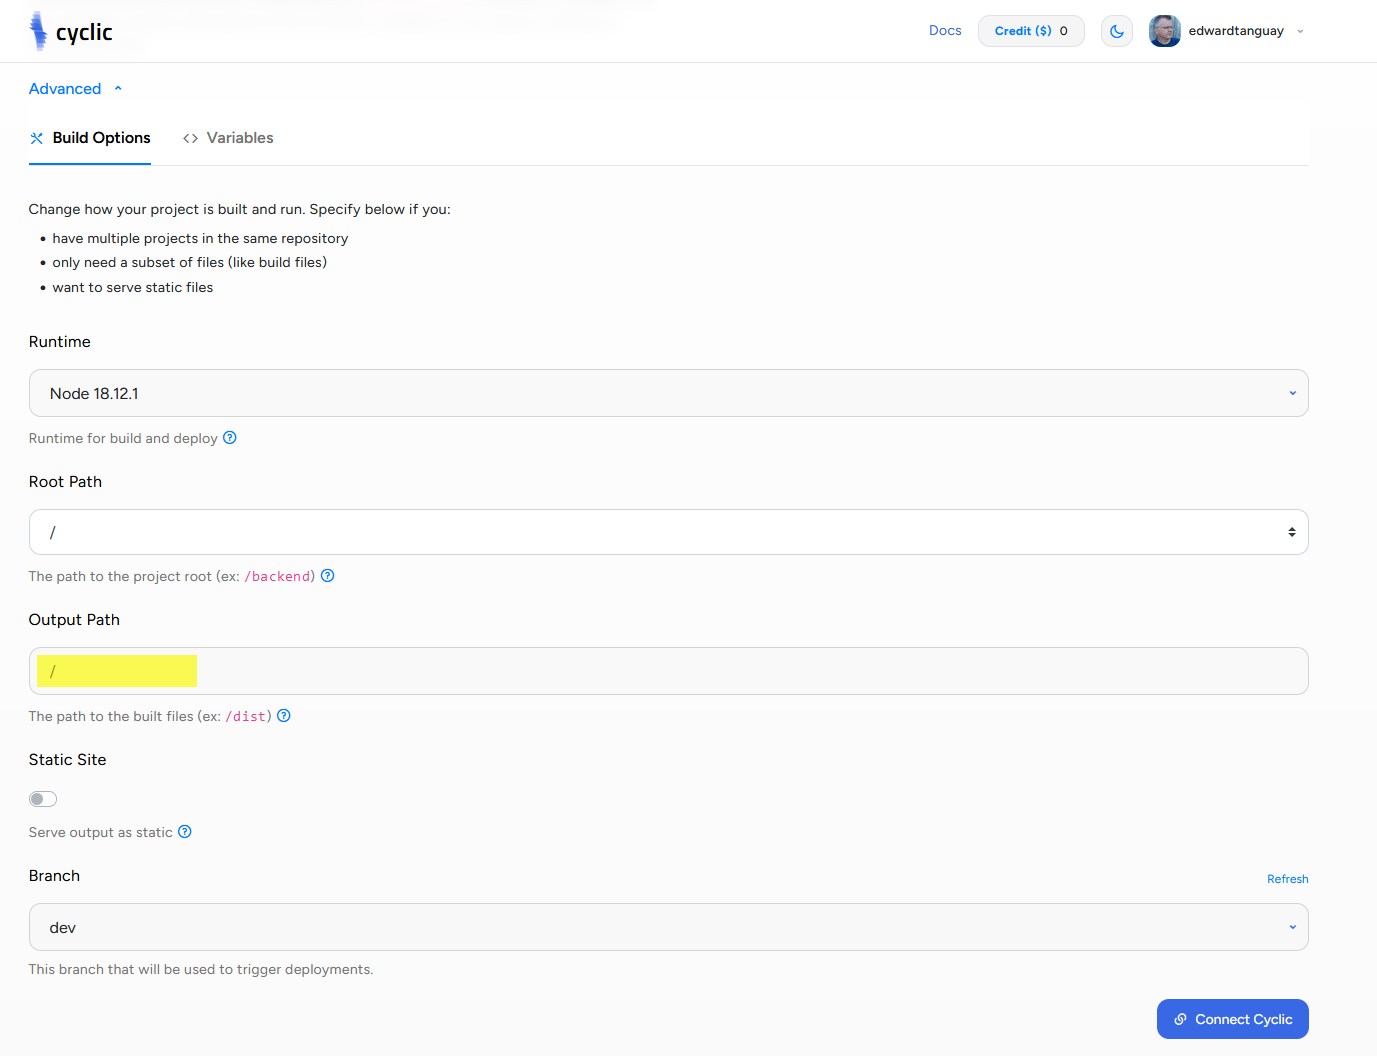 cyclic
Docs
Credit ($) 0
edwardtanguay
Advanced
Build Options
Variables
Change how your project is built and run. Specify below if you:
• have multiple projects in the same repository
• only need a subset of files (like build files)
• want to serve static files
Runtime
Node 18.12.1
Runtime for build and deploy
Root Path
/
The path to the project root (ex: /backend)
Output Path
/
The path to the built files (ex: /dist)
Static Site
Serve output as static
Branch
Refresh
dev
This branch that will be used to trigger deployments.
Connect Cyclic